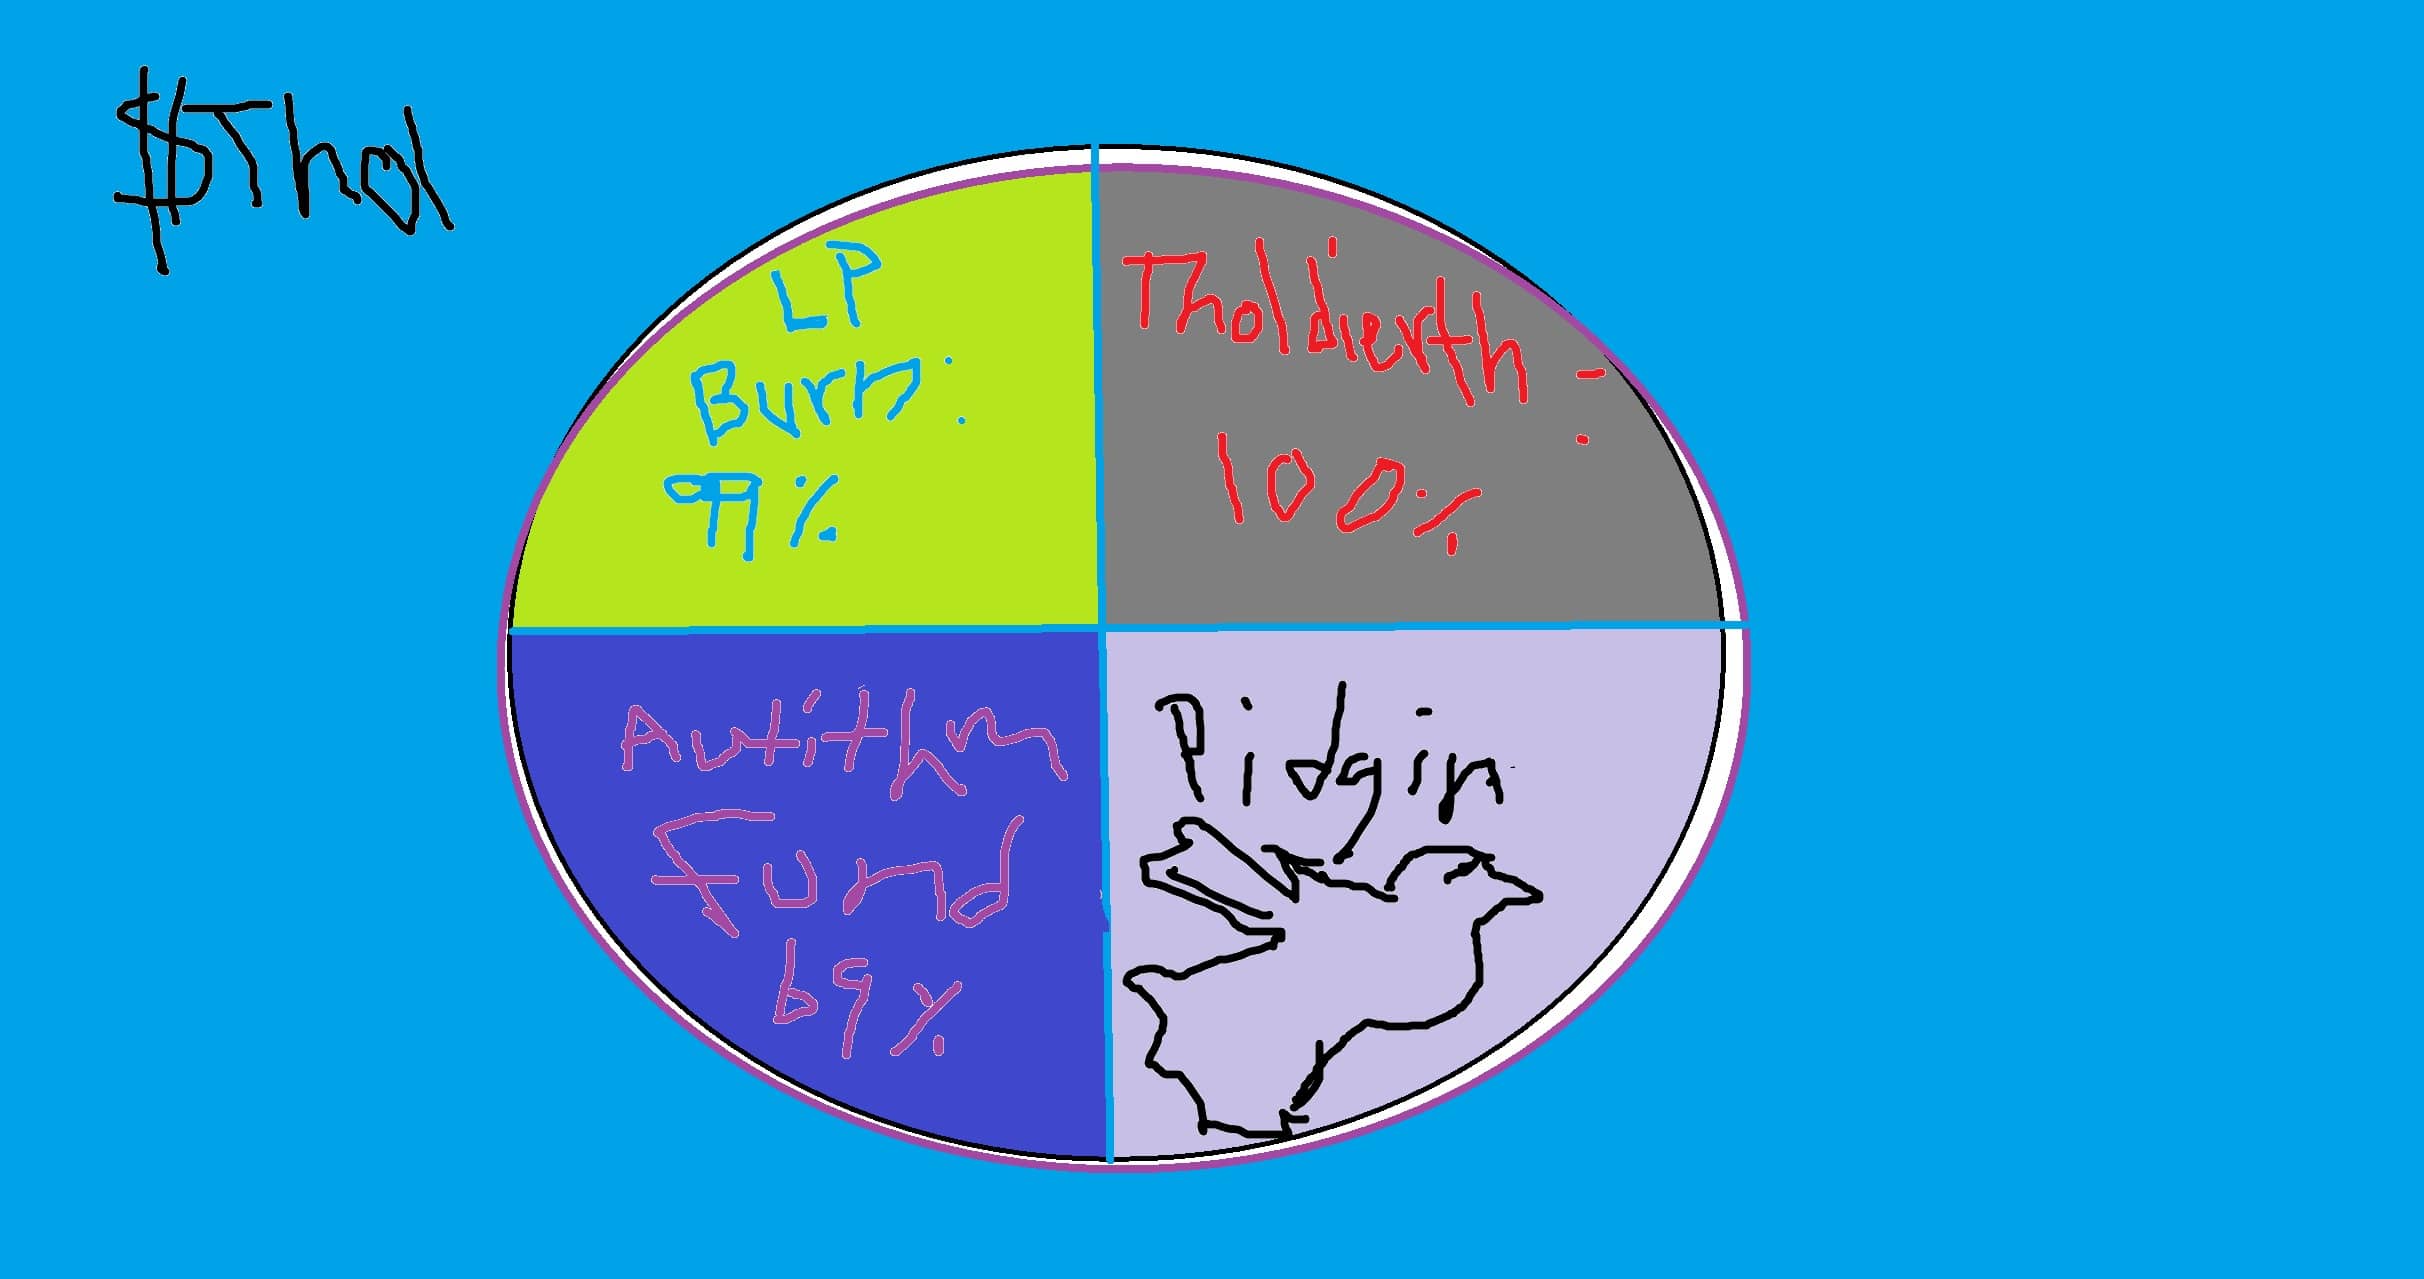 $Thol
LP
Burn:
99%
Tholdierth :
100%
Autithm
Fund
69%
Pidgin